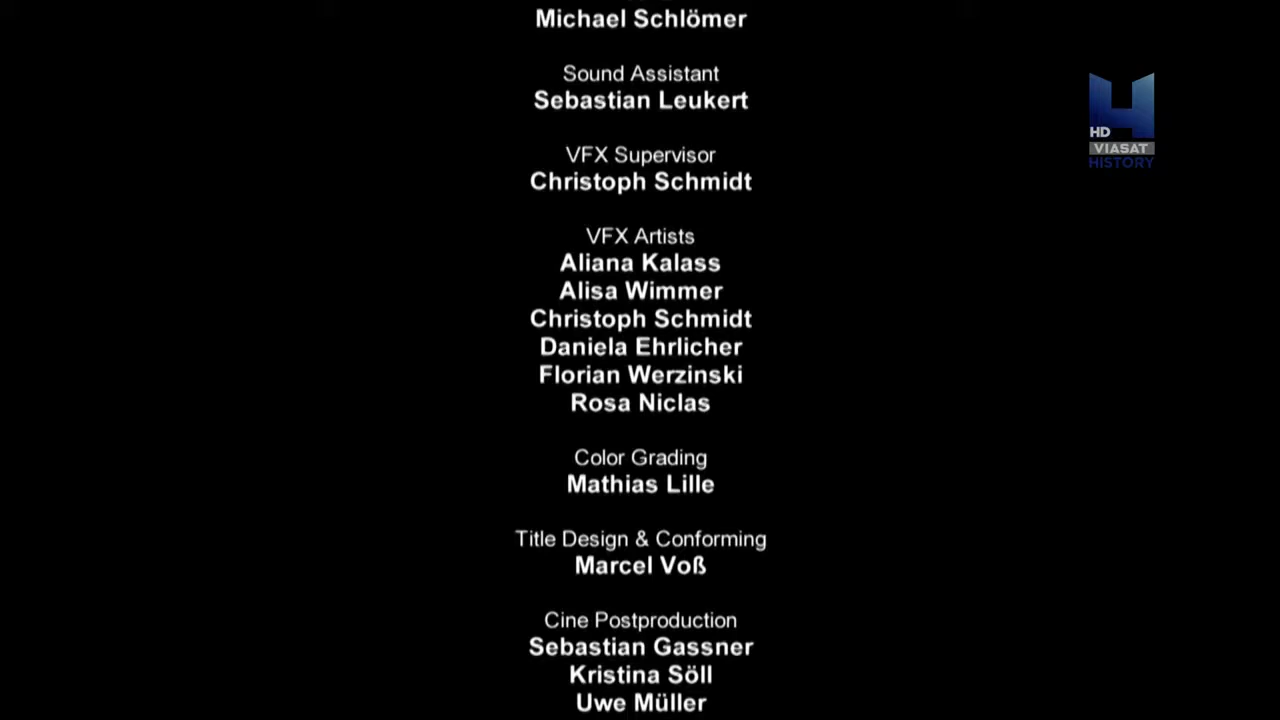 Michael Schlömer
Sound Assistant
Sebastian Leukert
VFX Supervisor
Christoph Schmidt
VFX Artists
Aliana Kalass
Alisa Wimmer
Christoph Schmidt
Daniela Ehrlicher
Florian Werzinski
Rosa Niclas
Color Grading
Mathias Lille
Title Design & Conforming
Marcel Voß
Cine Postproduction
Sebastian Gassner
Kristina Söll
Uwe Müller
HD
VIASAT
HISTORY